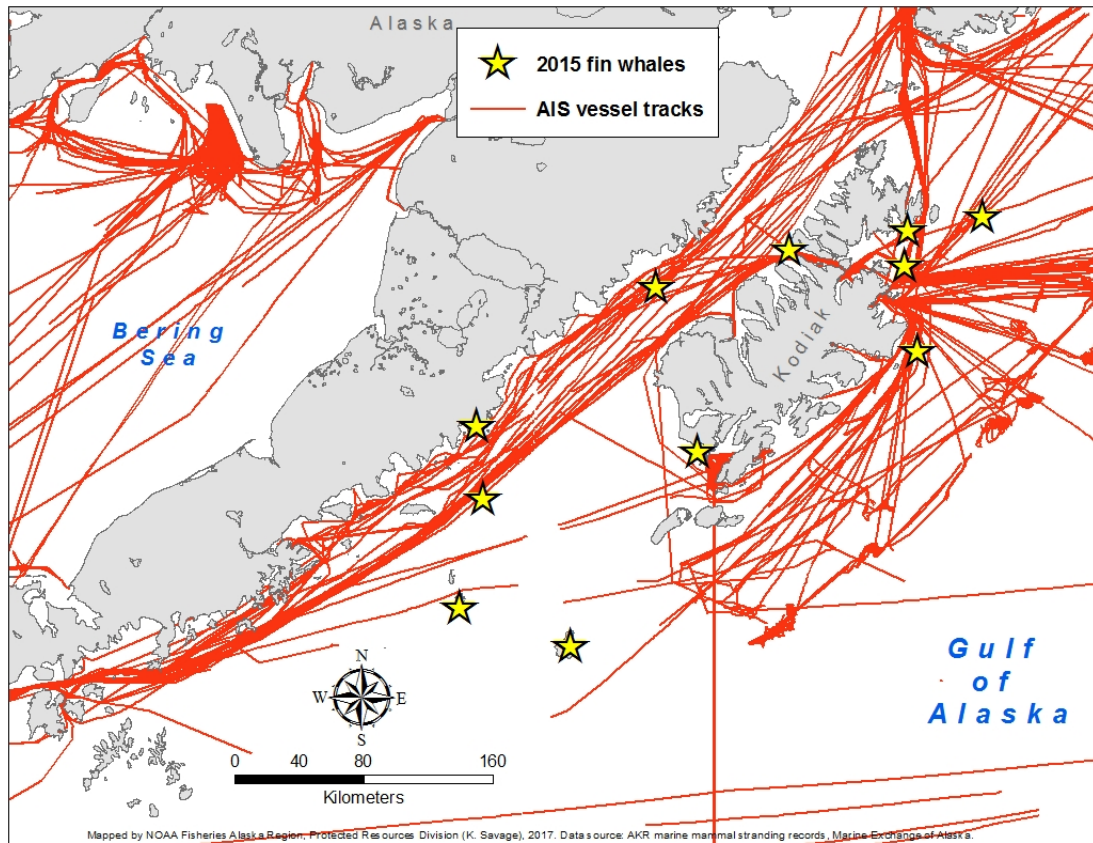 Alaska
2015 fin whales
AIS vessel tracks
Bering
Sea
Kodiak
Gulf
of
Alaska
N
W E
S
0 40 80 160
Kilometers
Mapped by NOAA Fisheries Alaska Region, Protected Resources Division (K. Savage), 2017. Data source: AKR marine mammal stranding records, Marine Exchange of Alaska.